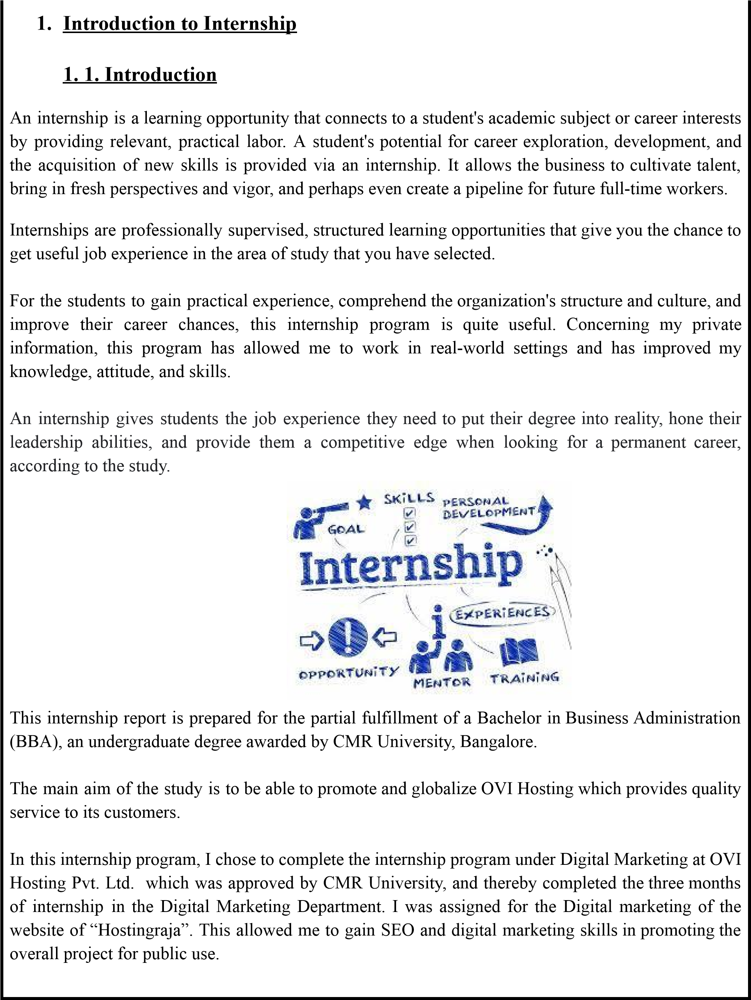 1. Introduction to Internship
1. 1. Introduction
An internship is a learning opportunity that connects to a student's academic subject or career interests
by providing relevant, practical labor. A student's potential for career exploration, development, and
the acquisition of new skills is provided via an internship. It allows the business to cultivate talent,
bring in fresh perspectives and vigor, and perhaps even create a pipeline for future full-time workers.
Internships are professionally supervised, structured learning opportunities that give you the chance to
get useful job experience in the area of study that you have selected.
For the students to gain practical experience, comprehend the organization's structure and culture, and
improve their career chances, this internship program is quite useful. Concerning my private
information, this program has allowed me to work in real-world settings and has improved my
knowledge, attitude, and skills.
An internship gives students the job experience they need to put their degree into reality, hone their
leadership abilities, and provide them a competitive edge when looking for a permanent career,
according to the study.
SKiLLS
PERSONAL
DEVELOPMENT
GOAL
Internship
EXPERiENCES
OPPORTUNiTY
MENTOR
TRAiNiNG
This internship report is prepared for the partial fulfillment of a Bachelor in Business Administration
(BBA), an undergraduate degree awarded by CMR University, Bangalore.
The main aim of the study is to be able to promote and globalize OVI Hosting which provides quality
service to its customers.
In this internship program, I chose to complete the internship program under Digital Marketing at OVI
Hosting Pvt. Ltd.  which was approved by CMR University, and thereby completed the three months
of internship in the Digital Marketing Department. I was assigned for the Digital marketing of the
website of “Hostingraja”. This allowed me to gain SEO and digital marketing skills in promoting the
overall project for public use.